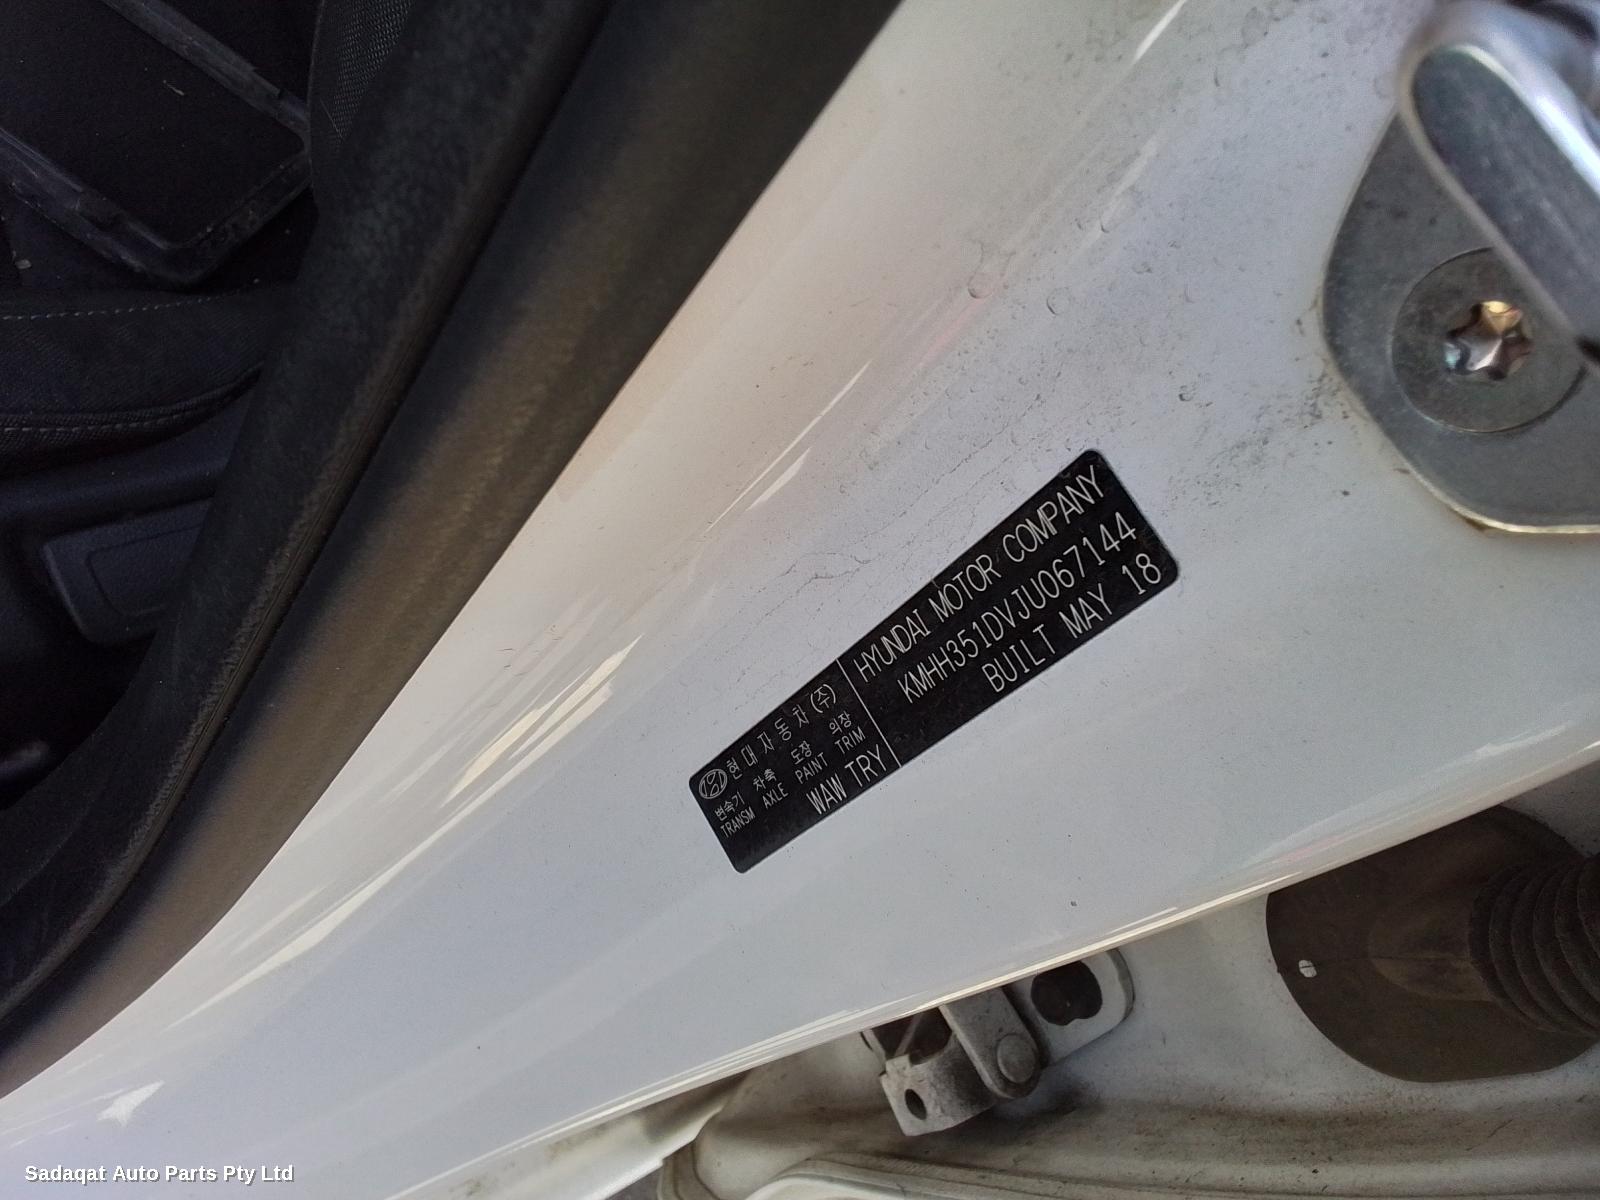 현대자동차(주)
변속기 차축 도장 의장
TRANSM AXLE PAINT TRIM
WAW TRY
HYUNDAI MOTOR COMPANY
KMHH351DVJU067144
BUILT MAY 18
Sadaqat Auto Parts Pty Ltd